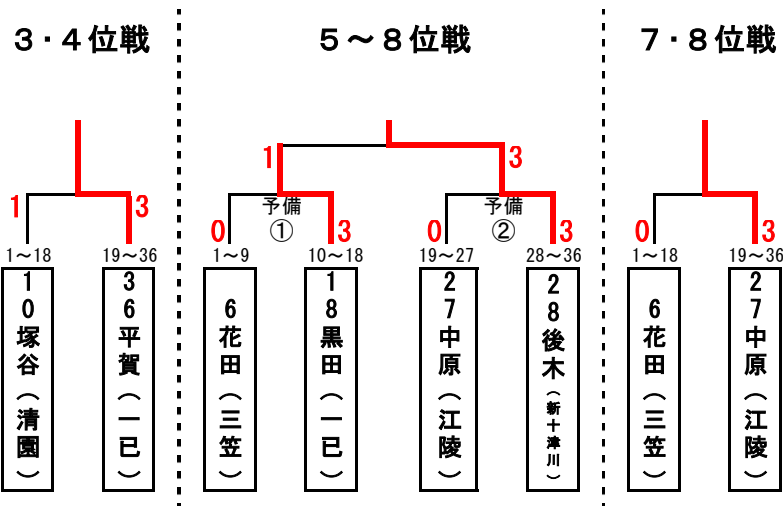 3・4位戦
5～8位戦
7・8位戦
1
3
1
3
予備
①
予備
②
0
3
0
3
0
3
1～18
19～36
1～9
10～18
19～27
28～36
1～18
19～36
10塚谷（清園）
36平賀（一已）
6花田（三笠）
18黒田（一已）
27中原（江陵）
28後木（新十津川）
6花田（三笠）
27中原（江陵）